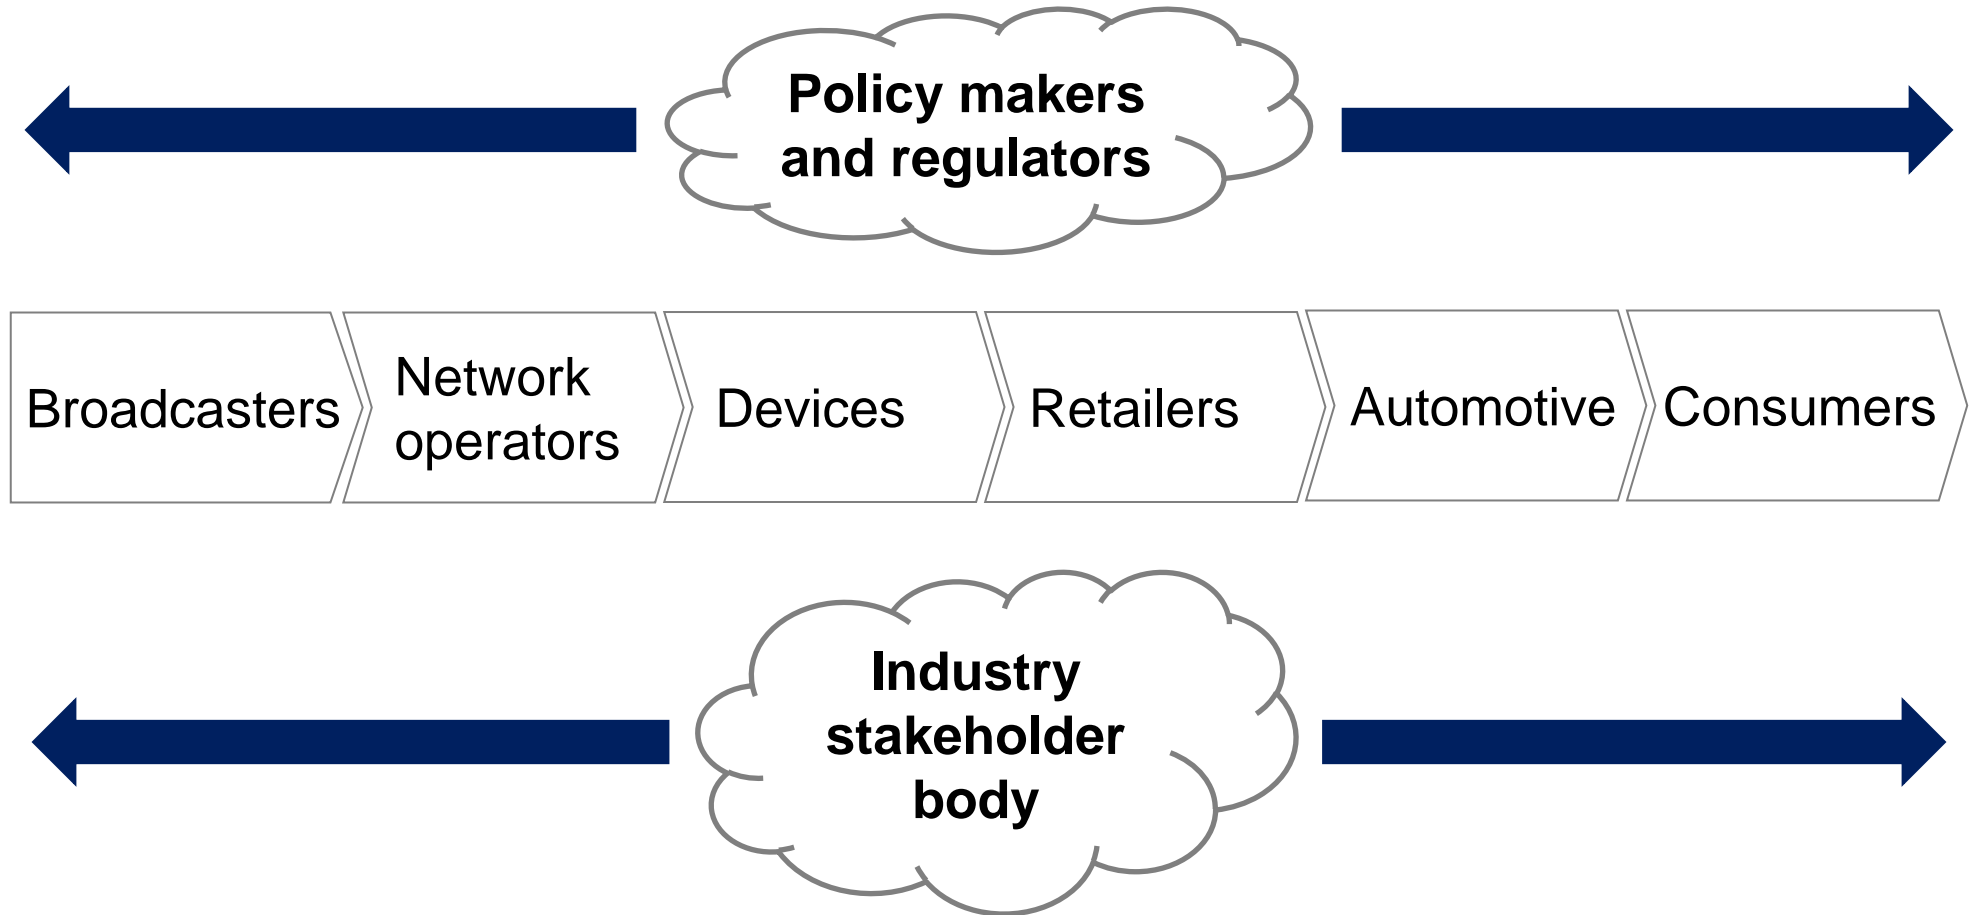 Policy makers
and regulators
Broadcasters
Network
operators
Devices
Retailers
Automotive
Consumers
Industry
stakeholder
body